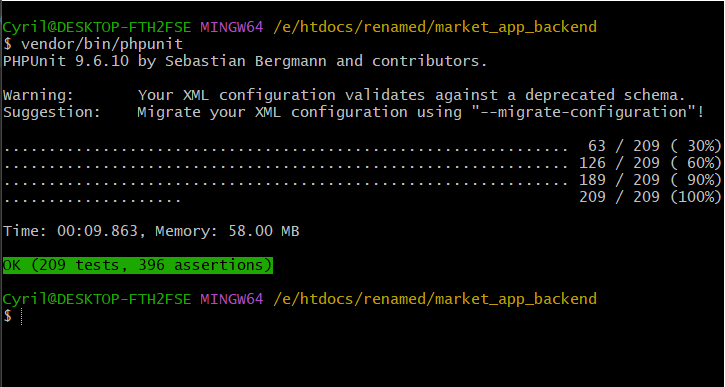 Cyril@DESKTOP-FTH2FSE MINGW64 /e/htdocs/renamed/market_app_backend
$ vendor/bin/phpunit
PHPUnit 9.6.10 by Sebastian Bergmann and contributors.
Warning:       Your XML configuration validates against a deprecated schema.
Suggestion:    Migrate your XML configuration using "--migrate-configuration"!
...............................................................  63 / 209 ( 30%)
............................................................... 126 / 209 ( 60%)
............................................................... 189 / 209 ( 90%)
....................                                            209 / 209 (100%)
Time: 00:09.863, Memory: 58.00 MB
OK (209 tests, 396 assertions)
Cyril@DESKTOP-FTH2FSE MINGW64 /e/htdocs/renamed/market_app_backend
$